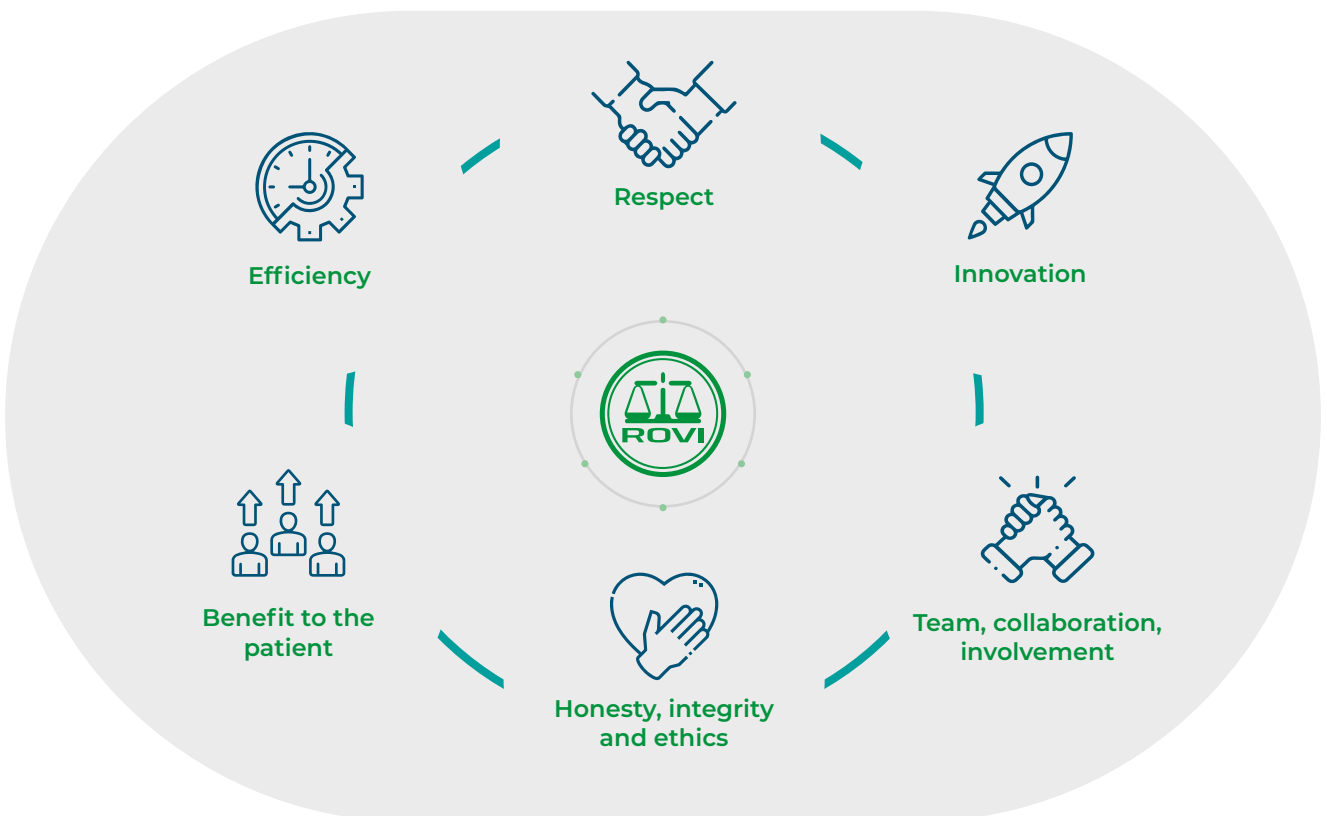 Respect
Efficiency
Innovation
ROVI
Benefit to the
patient
Team, collaboration,
involvement
Honesty, integrity
and ethics